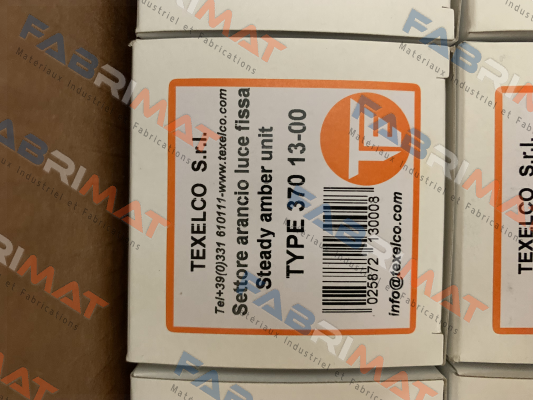 TEXELCO S.r.l.
Tel+39(0)331 610111-www.texelco.com
Settore arancio luce fissa
Steady amber unit
TYPE 370 13-00
025872 130008
info@texelco.com
TEXELCO
FABRIMAT
Materiaux Industriel et Fabrications